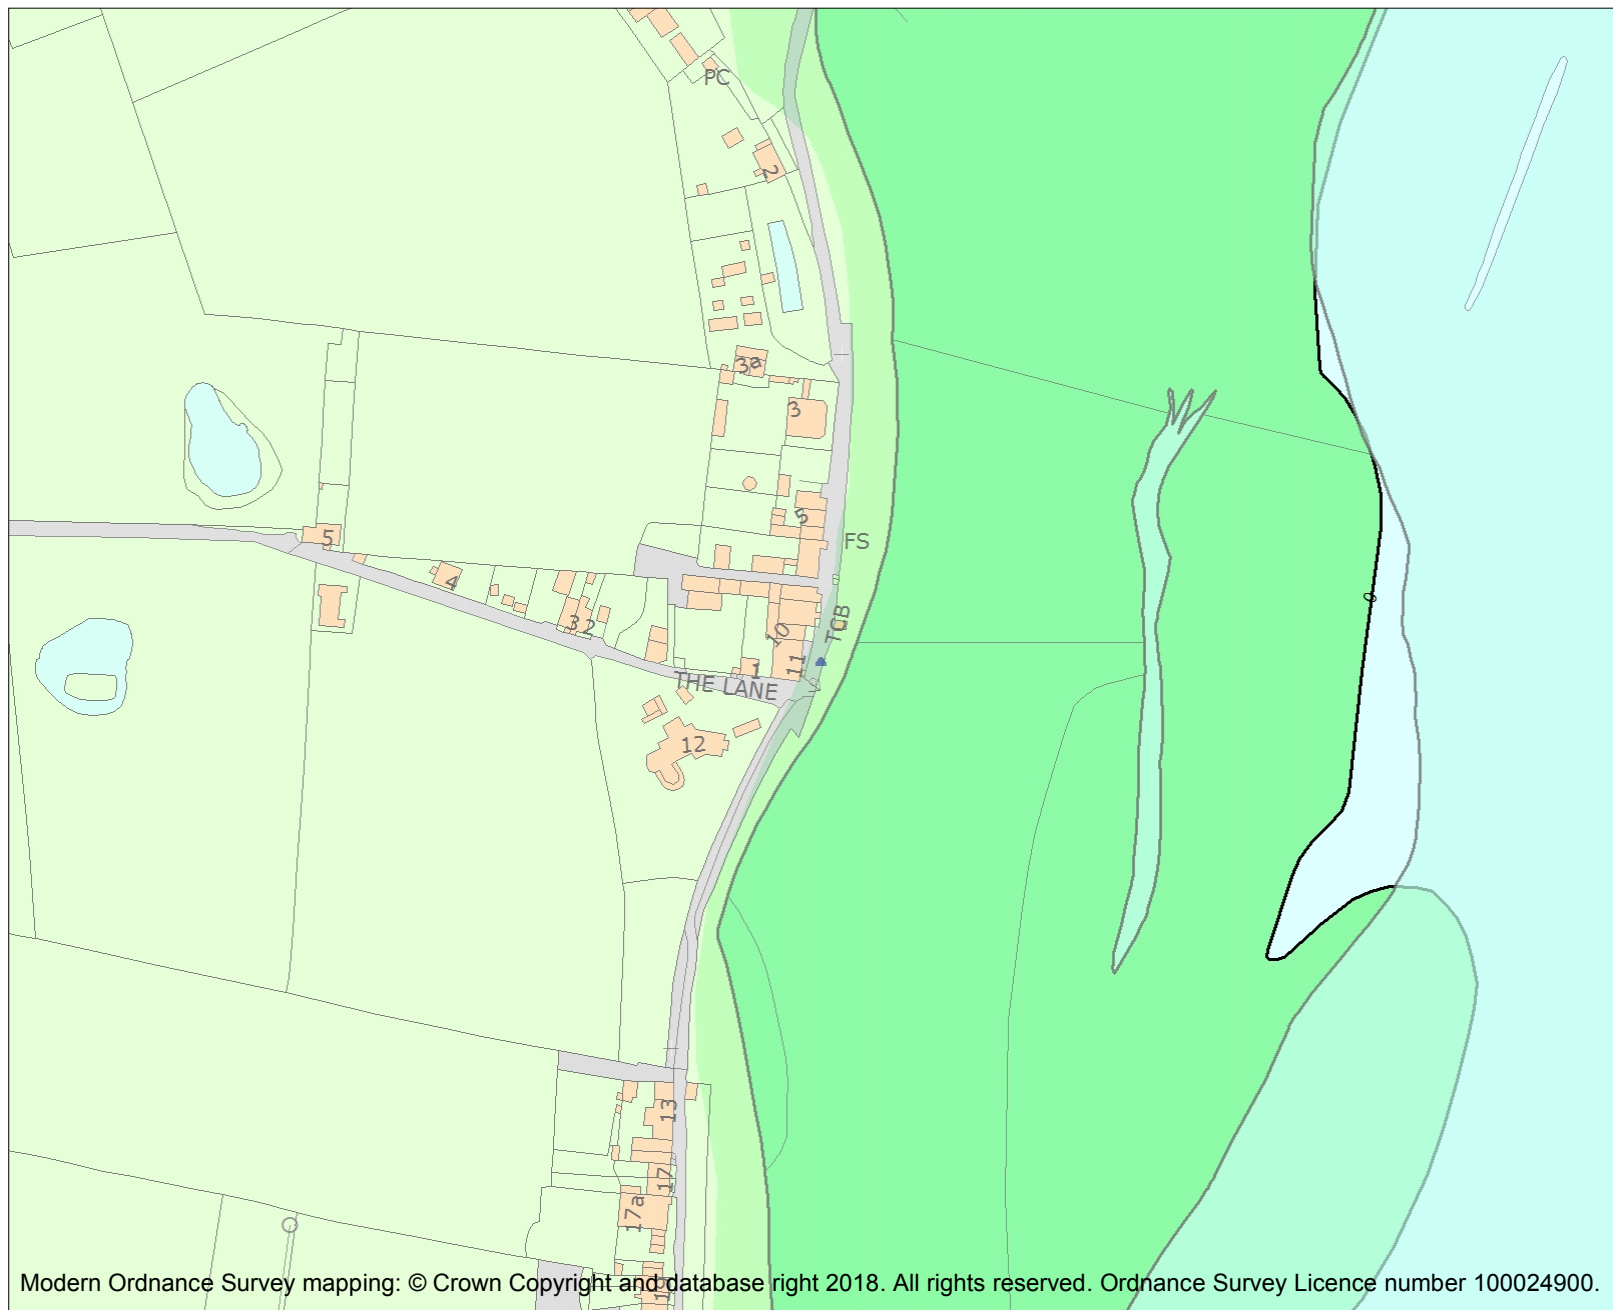 PC
2
3a
3
5
FS
5
4
3 2
TCB
10
11
1
THE LANE
0
12
13
17
17a
Modern Ordnance Survey mapping: © Crown Copyright and database right 2018. All rights reserved. Ordnance Survey Licence number 100024900.